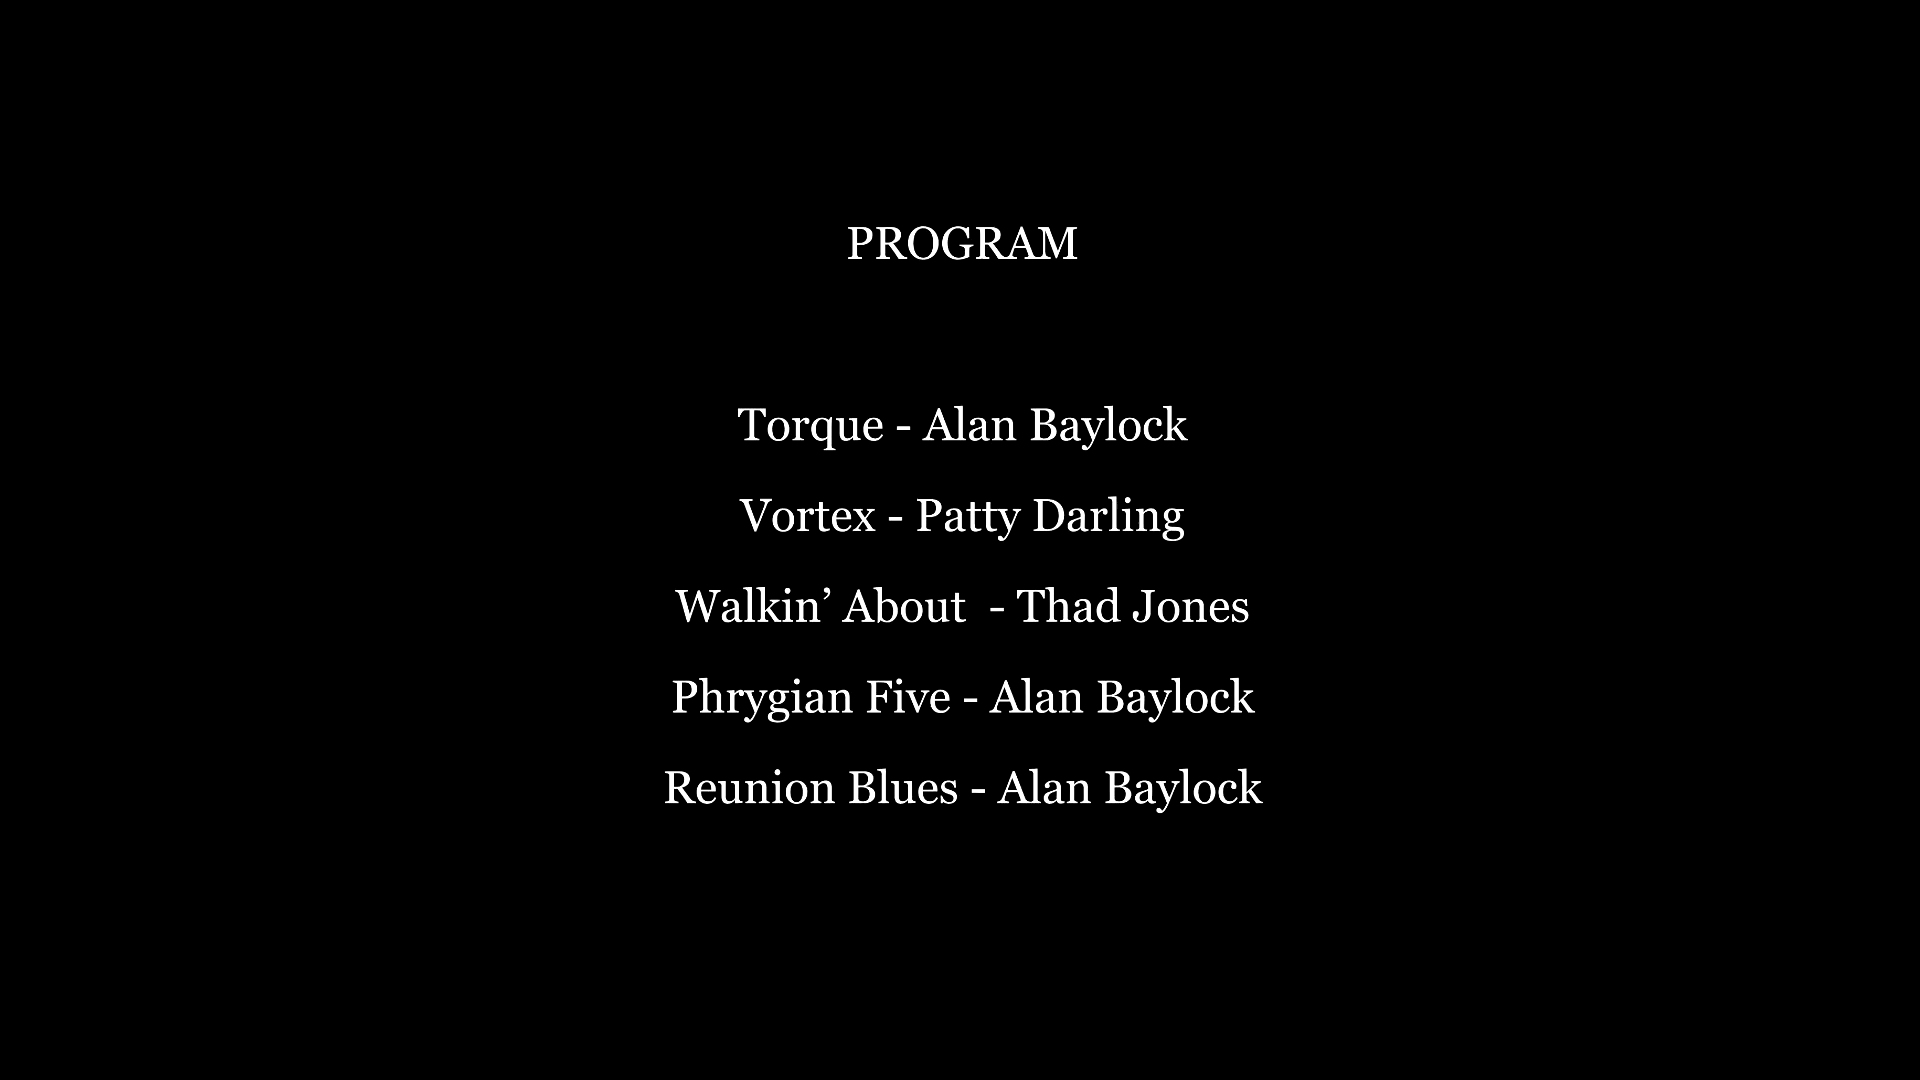 PROGRAM
Torque - Alan Baylock
Vortex - Patty Darling
Walkin’ About  - Thad Jones
Phrygian Five - Alan Baylock
Reunion Blues - Alan Baylock